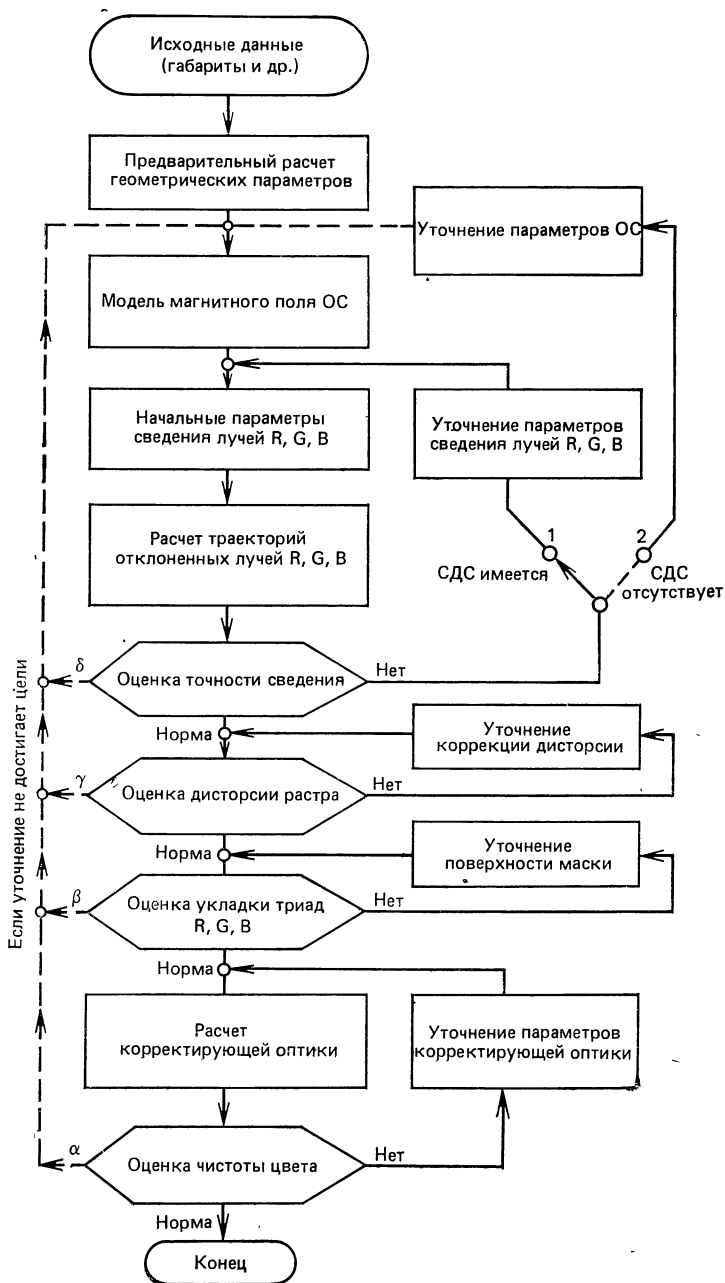 Исходные данные
(габариты и др.)
Предварительный расчет
геометрических параметров
Уточнение параметров ОС
Модель магнитного поля ОС
Начальные параметры
сведения лучей R, G, B
Уточнение параметров
сведения лучей R, G, B
Расчет траекторий
отклоненных лучей R, G, B
1
2
СДС имеется
СДС
отсутствует
Если уточнение не достигает цели
δ
Оценка точности сведения
Нет
Норма
Уточнение
коррекции дисторсии
γ
Оценка дисторсии растра
Нет
Норма
Уточнение
поверхности маски
β
Оценка укладки триад
R, G, B
Нет
Норма
Расчет
корректирующей оптики
Уточнение параметров
корректирующей оптики
α
Оценка чистоты цвета
Нет
Норма
Конец